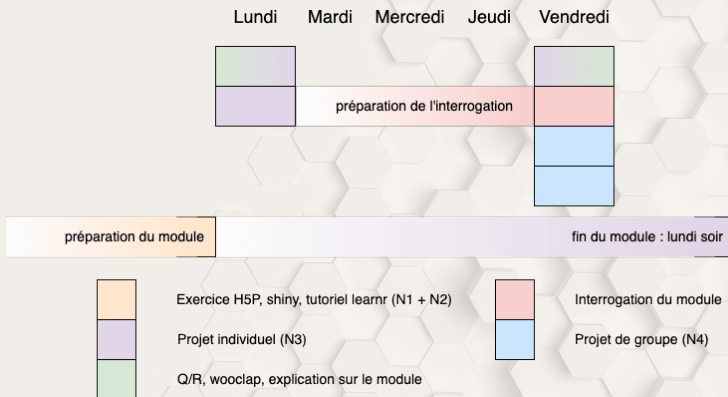 Lundi Mardi Mercredi Jeudi Vendredi
préparation de l'interrogation
préparation du module
fin du module : lundi soir
Exercice H5P, shiny, tutoriel learnr (N1 + N2)
Interrogation du module
Projet individuel (N3)
Projet de groupe (N4)
Q/R, wooclap, explication sur le module